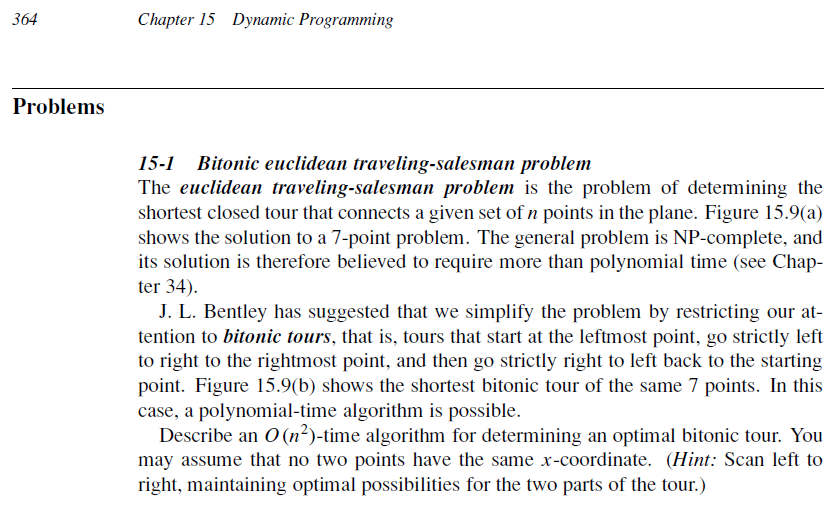 364 Chapter 15 Dynamic Programming
Problems
15-1 Bitonic euclidean traveling-salesman problem
The euclidean traveling-salesman problem is the problem of determining the
shortest closed tour that connects a given set of n points in the plane. Figure 15.9(a)
shows the solution to a 7-point problem. The general problem is NP-complete, and
its solution is therefore believed to require more than polynomial time (see Chap-
ter 34).
J. L. Bentley has suggested that we simplify the problem by restricting our at-
tention to bitonic tours, that is, tours that start at the leftmost point, go strictly left
to right to the rightmost point, and then go strictly right to left back to the starting
point. Figure 15.9(b) shows the shortest bitonic tour of the same 7 points. In this
case, a polynomial-time algorithm is possible.
Describe an O(n²)-time algorithm for determining an optimal bitonic tour. You
may assume that no two points have the same x-coordinate. (Hint: Scan left to
right, maintaining optimal possibilities for the two parts of the tour.)